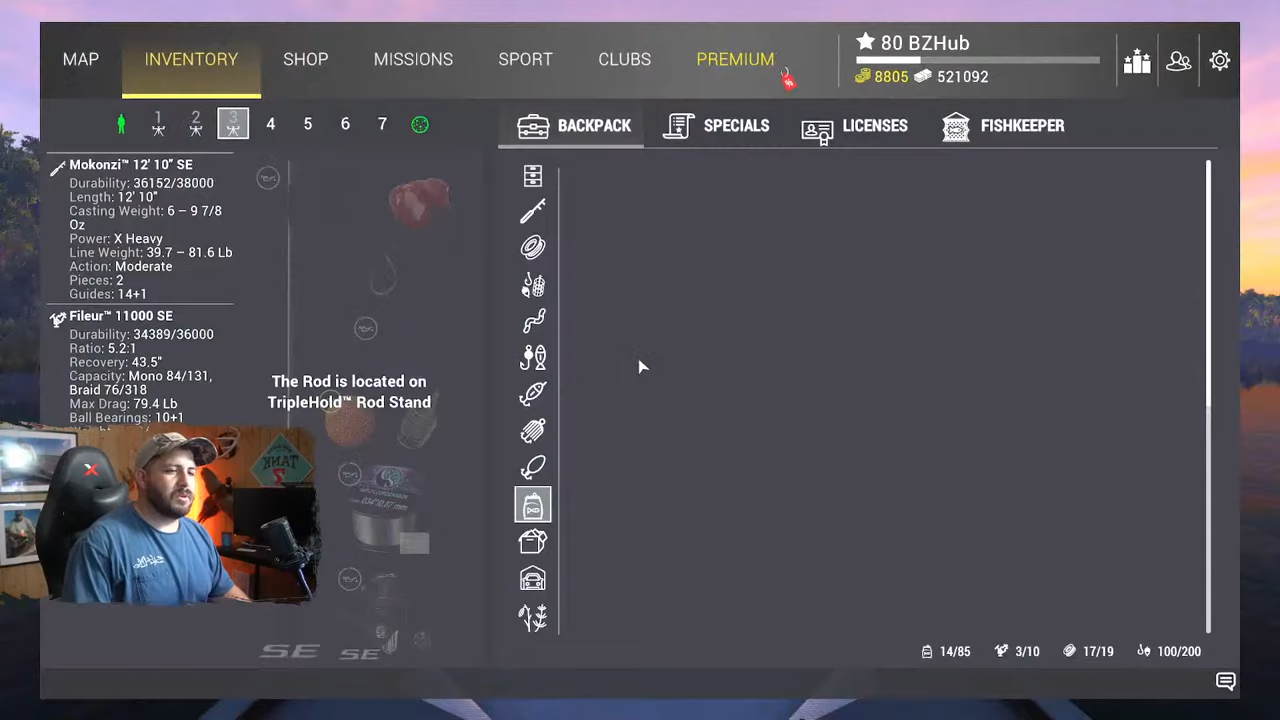 MAP INVENTORY SHOP MISSIONS SPORT CLUBS PREMIUM
80 BZHub
8805 521092
1 2 3 4 5 6 7
BACKPACK SPECIALS LICENSES FISHKEEPER
Mokonzi™ 12' 10" SE
Durability: 36152/38000
Length: 12' 10"
Casting Weight: 6 – 9 7/8
Oz
Power: X Heavy
Line Weight: 39.7 – 81.6 Lb
Action: Moderate
Pieces: 2
Guides: 14+1
Fileur™ 11000 SE
Durability: 34389/36000
Ratio: 5.2:1
Recovery: 43.5"
Capacity: Mono 84/131,
Braid 76/318
Max Drag: 79.4 Lb
Ball Bearings: 10+1
The Rod is located on
TripleHold™ Rod Stand
SE SE
14/85 3/10 17/19 100/200